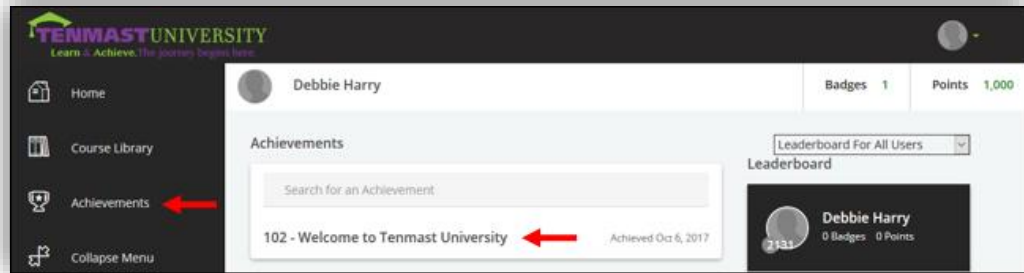 TENMAST UNIVERSITY
Learn & Achieve. The journey begins here.
Home
Course Library
Achievements
Collapse Menu
Debbie Harry
Badges 1
Points 1,000
Achievements
Search for an Achievement
102 - Welcome to Tenmast University
Achieved Oct 6, 2017
Leaderboard For All Users
Leaderboard
2131
Debbie Harry
0 Badges 0 Points